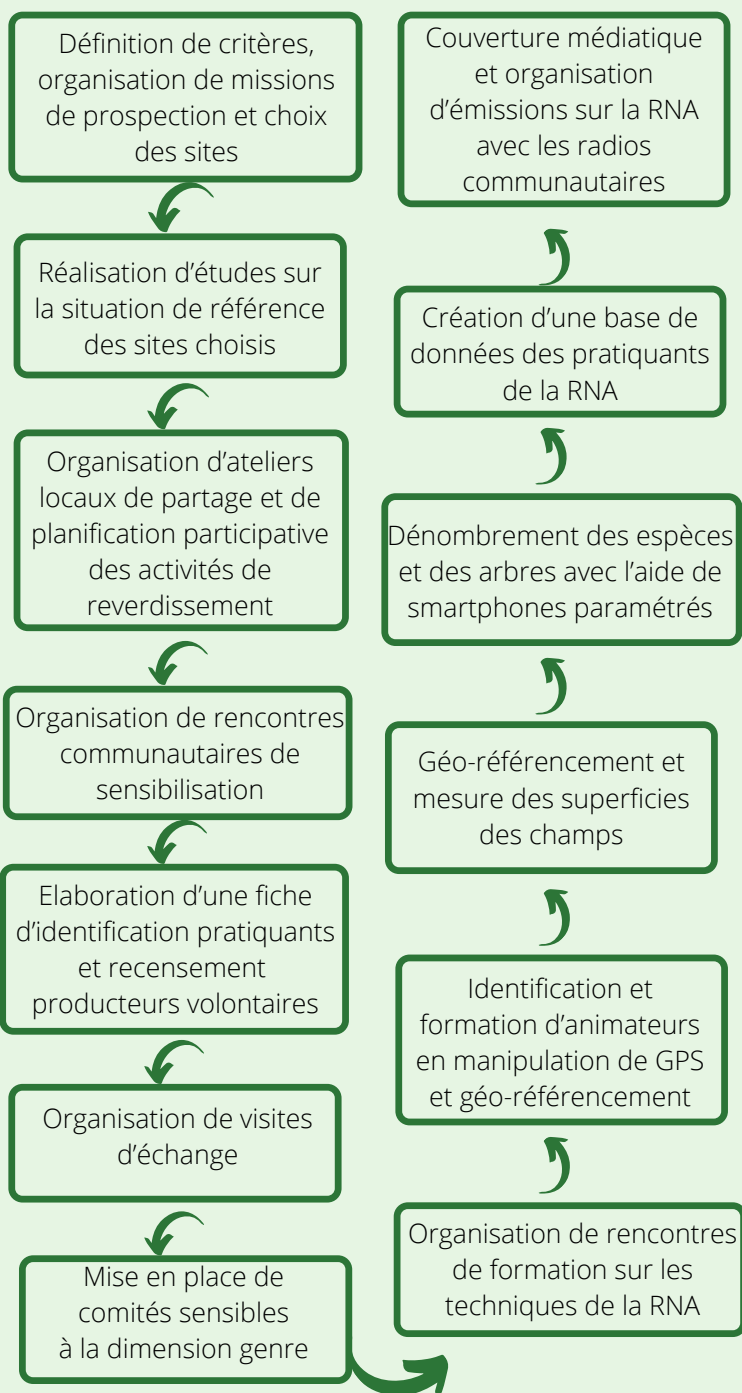 Définition de critères,
organisation de missions
de prospection et choix
des sites
Réalisation d'études sur
la situation de référence
des sites choisis
Organisation d'ateliers
locaux de partage et de
planification participative
des activités de
reverdissement
Organisation de rencontres
communautaires de
sensibilisation
Elaboration d'une fiche
d'identification pratiquants
et recensement
producteurs volontaires
Organisation de visites
d'échange
Mise en place de
comités sensibles
à la dimension genre
Organisation de rencontres
de formation sur les
techniques de la RNA
Identification et
formation d'animateurs
en manipulation de GPS
et géo-référencement
Géo-référencement et
mesure des superficies
des champs
Dénombrement des espèces
et des arbres avec l'aide de
smartphones paramétrés
Création d'une base de
données des pratiquants
de la RNA
Couverture médiatique
et organisation
d'émissions sur la RNA
avec les radios
communautaires